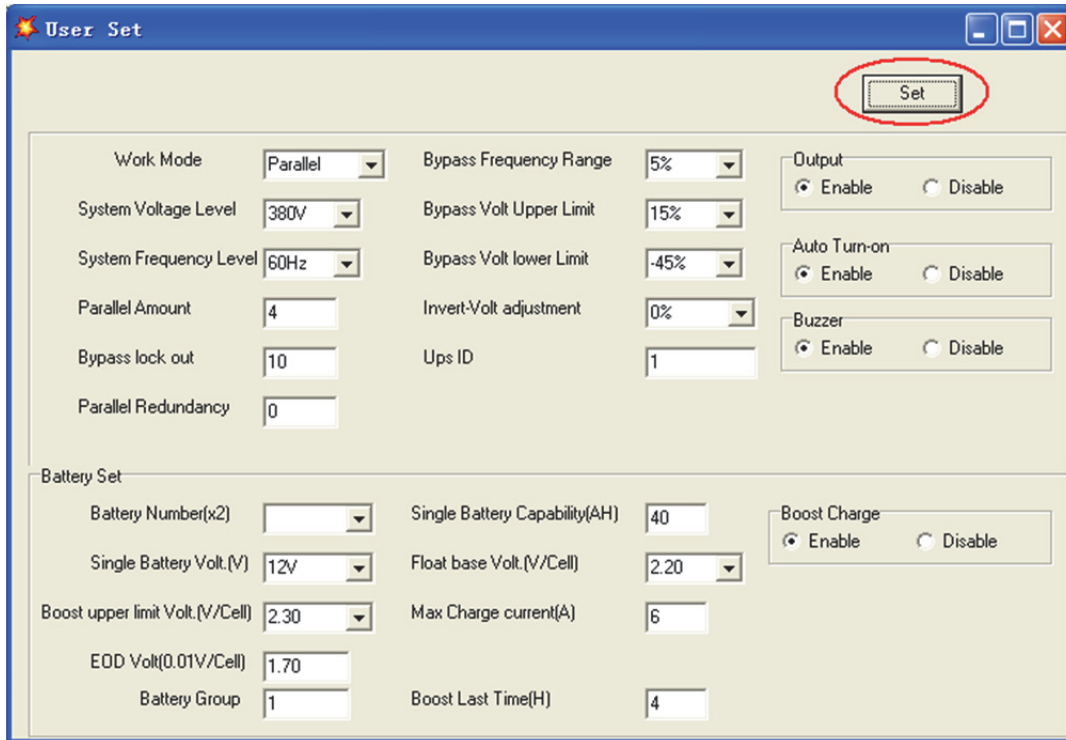 User Set
Set
Work Mode Parallel Bypass Frequency Range 5% Output
Enable Disable
System Voltage Level 380V Bypass Volt Upper Limit 15%
System Frequency Level 60Hz Bypass Volt lower Limit -45% Auto Turn-on
Enable Disable
Parallel Amount 4 Invert-Volt adjustment 0% Buzzer
Enable Disable
Bypass lock out 10 Ups ID 1
Parallel Redundancy 0
Battery Set
Battery Number(x2) Single Battery Capability(AH) 40 Boost Charge
Enable Disable
Single Battery Volt.(V) 12V Float base Volt.(V/Cell) 2.20
Boost upper limit Volt.(V/Cell) 2.30 Max Charge current(A) 6
EOD Volt(0.01V/Cell) 1.70
Battery Group 1 Boost Last Time(H) 4